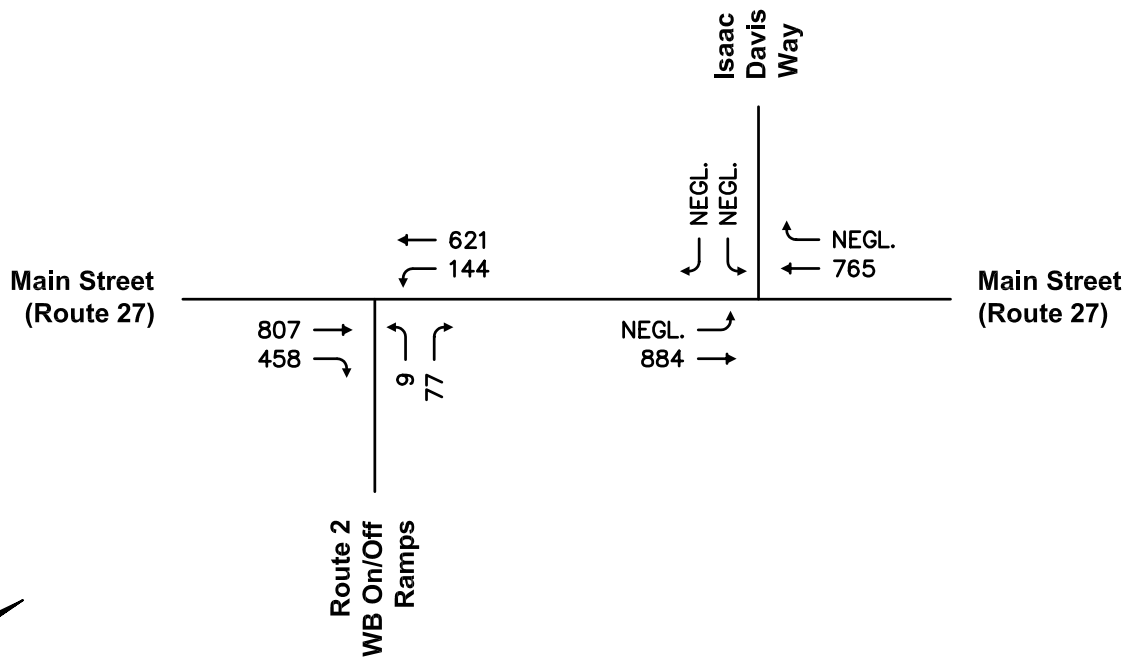 Isaac
Davis
Way
NEGL.
NEGL.
NEGL.
765
621
144
Main Street
(Route 27)
Main Street
(Route 27)
807
458
9
77
NEGL.
884
Route 2
WB On/Off
Ramps